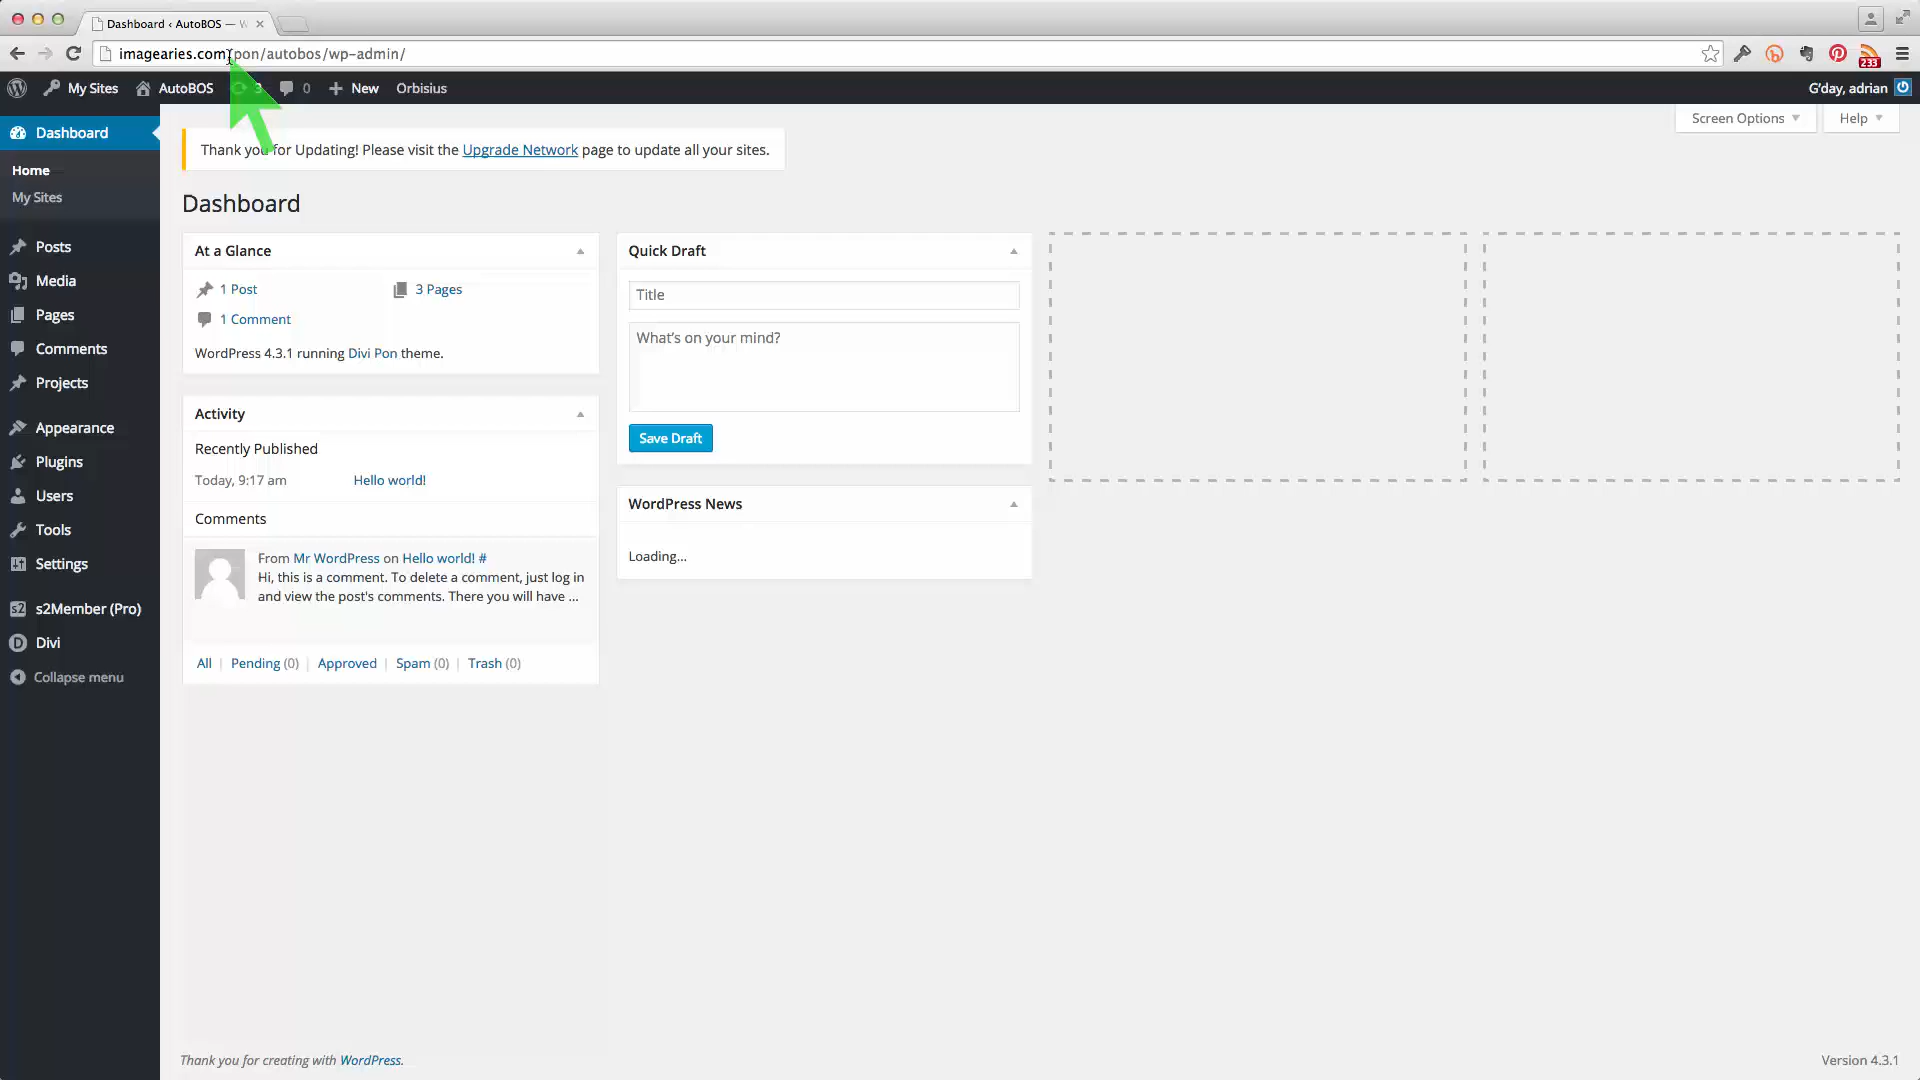 Dashboard ‹ AutoBOS —
imagearies.com/pon/autobos/wp-admin/
233
My Sites AutoBOS 3 0 New Orbisius G'day, adrian
Screen Options Help
Dashboard
Home
My Sites
Posts
Media
Pages
Comments
Projects
Appearance
Plugins
Users
Tools
Settings
s2 s2Member (Pro)
D Divi
Collapse menu
Thank you for Updating! Please visit the Upgrade Network page to update all your sites.
Dashboard
At a Glance
1 Post 3 Pages
1 Comment
WordPress 4.3.1 running Divi Pon theme.
Activity
Recently Published
Today, 9:17 am Hello world!
Comments
From Mr WordPress on Hello world! #
Hi, this is a comment. To delete a comment, just log in
and view the post's comments. There you will have ...
All | Pending (0) | Approved | Spam (0) | Trash (0)
Quick Draft
Title
What's on your mind?
Save Draft
WordPress News
Loading...
Thank you for creating with WordPress.
Version 4.3.1